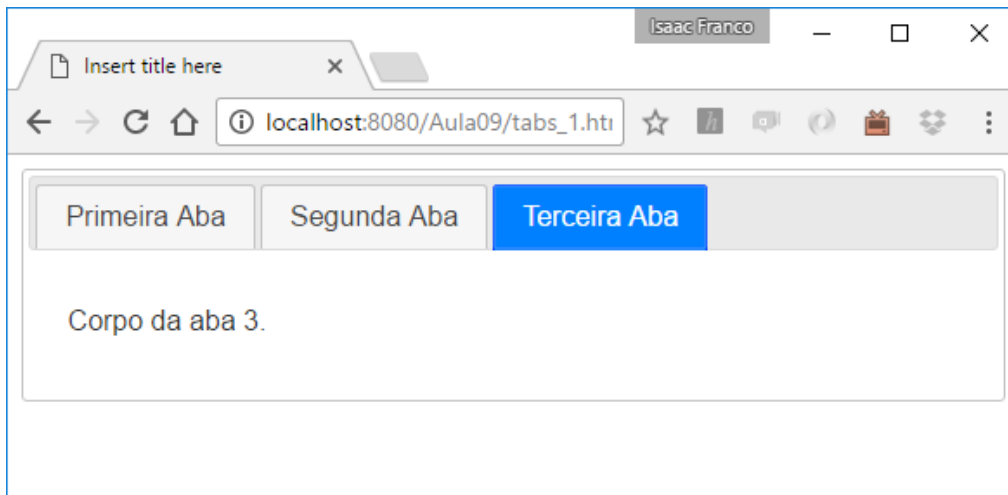 Isaac Franco
Insert title here
localhost:8080/Aula09/tabs_1.htm
Primeira Aba
Segunda Aba
Terceira Aba
Corpo da aba 3.